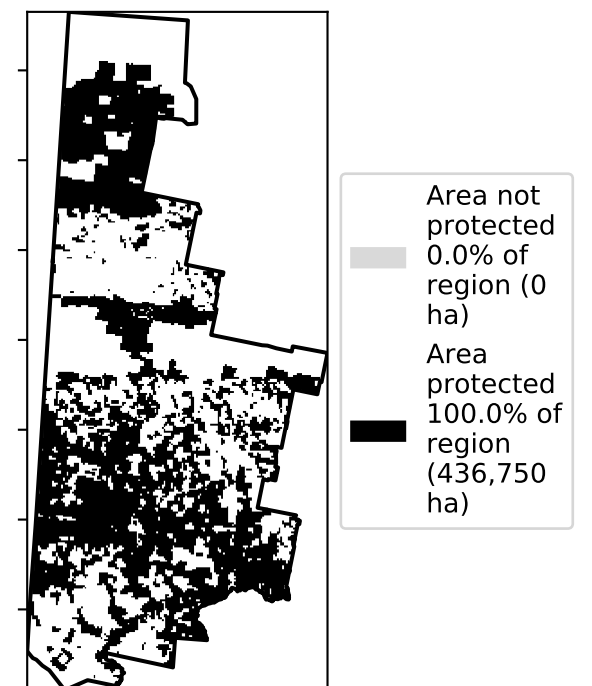 Area not
protected
0.0% of
region (0
ha)
Area
protected
100.0% of
region
(436,750
ha)